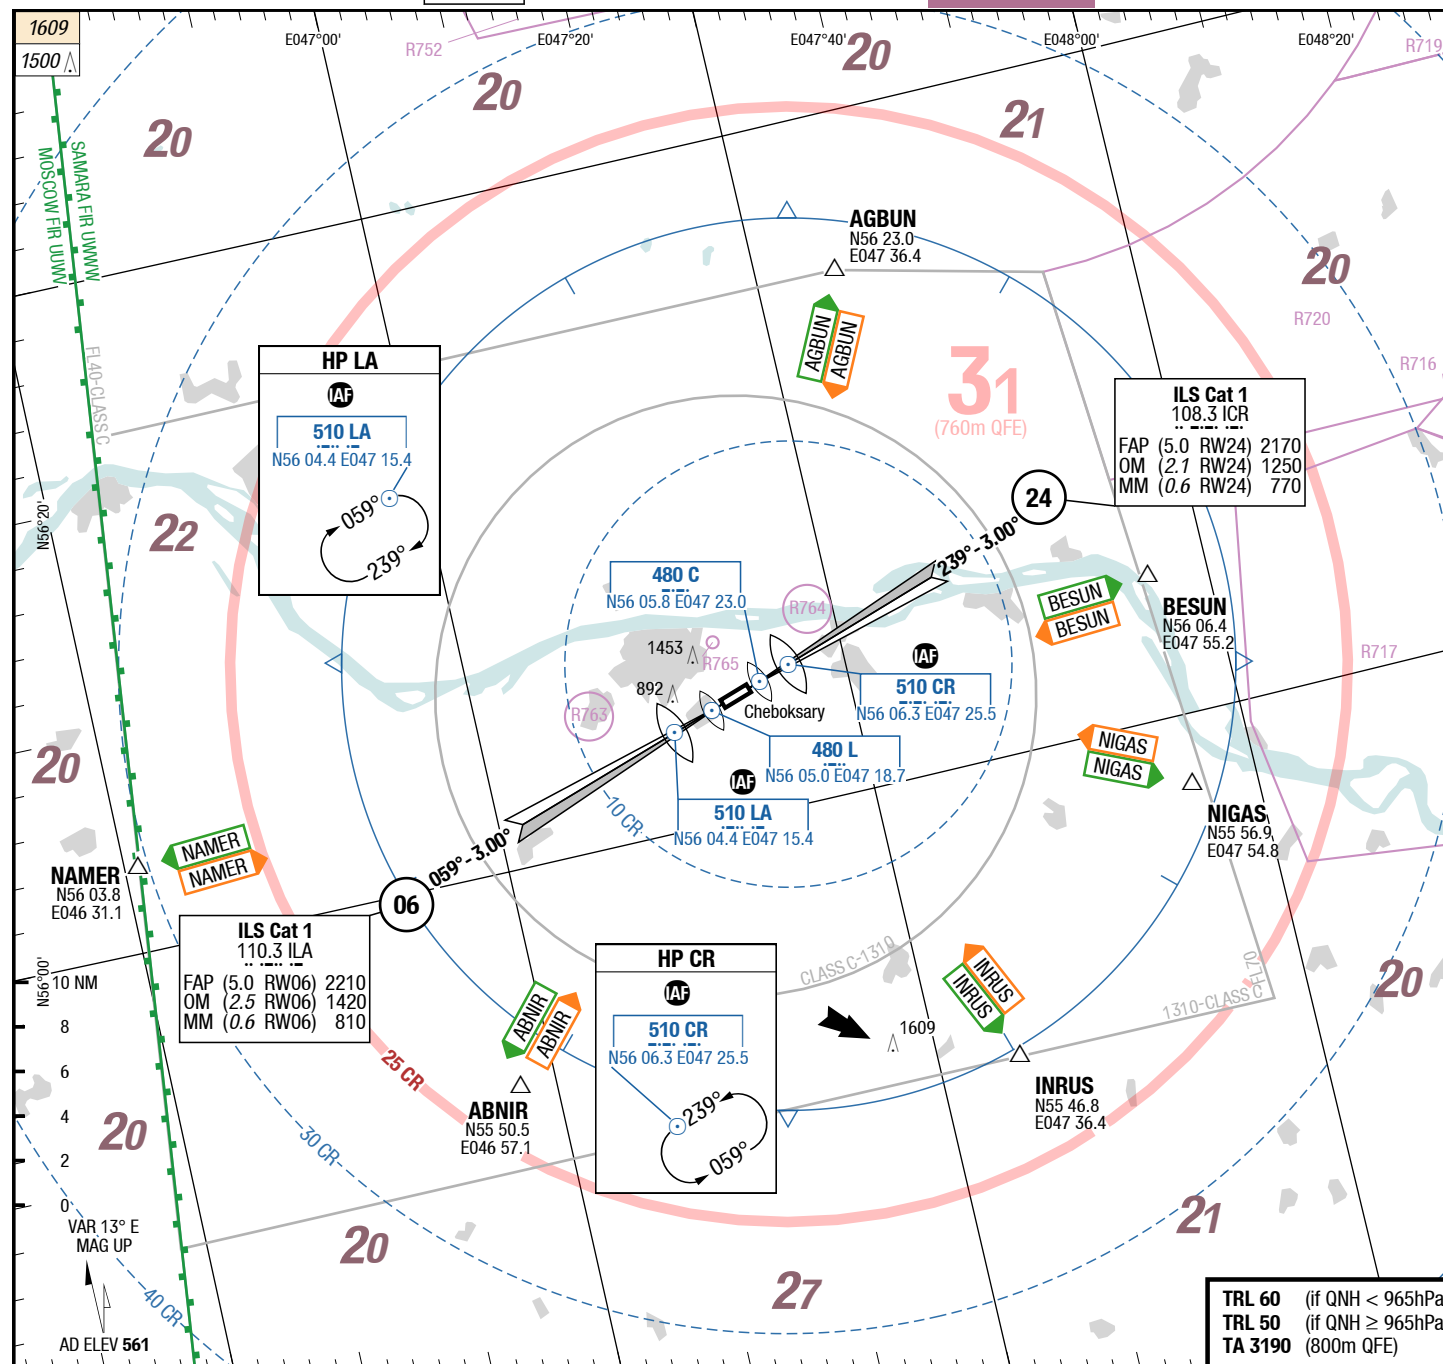 1609
1500
E047°00'
R752
E047°20'
E047°40'
E048°00'
E048°20'
R719
20
20
20
21
SAMARA FIR UWWW
MOSCOW FIR UUWV
AGBUN
N56 23.0
E047 36.4
20
R720
R716
FL40-CLASS C
AGBUN
AGBUN
31
(760m QFE)
HP LA
IAF
510 LA
N56 04.4 E047 15.4
059°
239°
ILS Cat 1
108.3 ICR
FAP (5.0 RW24) 2170
OM (2.1 RW24) 1250
MM (0.6 RW24) 770
N56°20'
22
24
239°- 3.00°
480 C
N56 05.8 E047 23.0
R764
BESUN
BESUN
BESUN
N56 06.4
E047 55.2
1453
R765
892
R763
IAF
510 CR
N56 06.3 E047 25.5
R717
Cheboksary
480 L
N56 05.0 E047 18.7
NIGAS
NIGAS
20
IAF
510 LA
N56 04.4 E047 15.4
10 CR
NIGAS
N55 56.9
E047 54.8
NAMER
NAMER
NAMER
N56 03.8
E046 31.1
059°- 3.00°
06
ILS Cat 1
110.3 ILA
FAP (5.0 RW06) 2210
OM (2.5 RW06) 1420
MM (0.6 RW06) 810
HP CR
IAF
510 CR
N56 06.3 E047 25.5
239°
059°
CLASS C-1310
INRUS
INRUS
FL70
1310-CLASS C
20
N56°00'
10 NM
8
6
4
2
0
ABNIR
ABNIR
1609
25 CR
ABNIR
N55 50.5
E046 57.1
INRUS
N55 46.8
E047 36.4
20
30 CR
VAR 13° E
MAG UP
20
21
27
40 CR
AD ELEV 561
TRL 60 (if QNH < 965hPa
TRL 50 (if QNH ≥ 965hPa
TA 3190 (800m QFE)